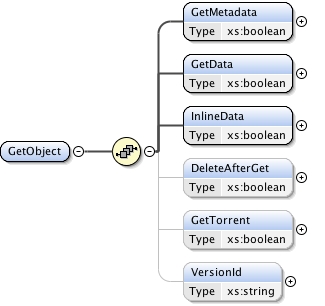 GetMetadata
Type xs:boolean
GetData
Type xs:boolean
InlineData
Type xs:boolean
GetObject
DeleteAfterGet
Type xs:boolean
GetTorrent
Type xs:boolean
VersionId
Type xs:string